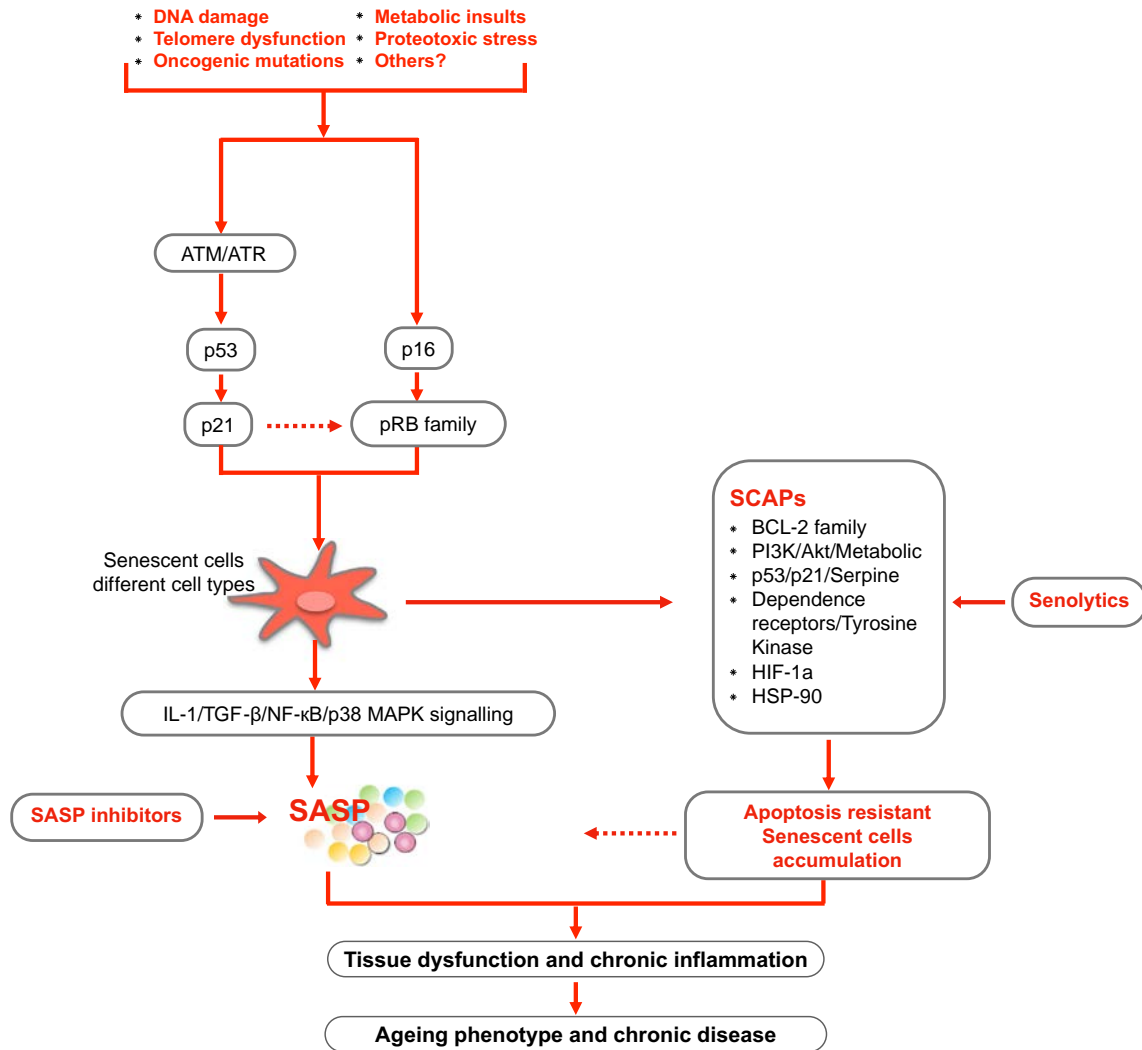 * DNA damage
* Telomere dysfunction
* Oncogenic mutations
* Metabolic insults
* Proteotoxic stress
* Others?
ATM/ATR
p53
p16
p21
pRB family
Senescent cells
different cell types
SCAPs
* BCL-2 family
* PI3K/Akt/Metabolic
* p53/p21/Serpine
* Dependence
receptors/Tyrosine
Kinase
* HIF-1a
* HSP-90
Senolytics
IL-1/TGF-β/NF-κB/p38 MAPK signalling
SASP inhibitors
SASP
Apoptosis resistant
Senescent cells
accumulation
Tissue dysfunction and chronic inflammation
Ageing phenotype and chronic disease